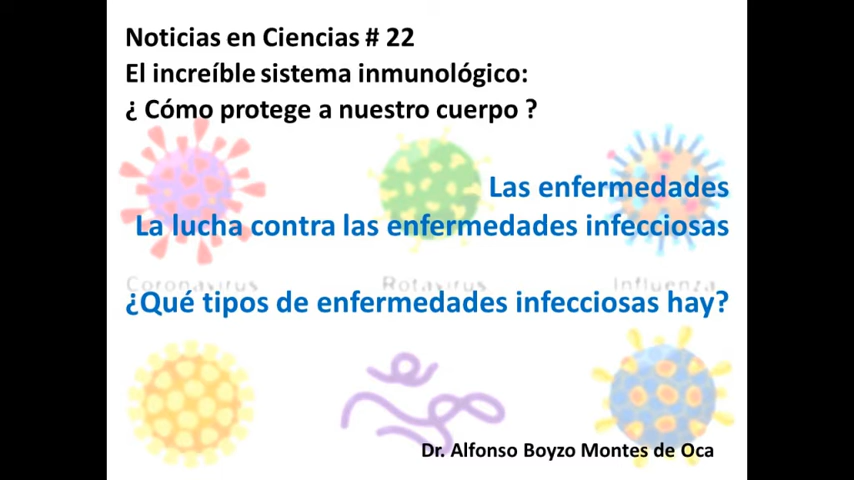 Noticias en Ciencias # 22
El increíble sistema inmunológico:
¿ Cómo protege a nuestro cuerpo ?
Las enfermedades
La lucha contra las enfermedades infecciosas
Coronavirus Rotavirus Influenza
¿Qué tipos de enfermedades infecciosas hay?
Dr. Alfonso Boyzo Montes de Oca